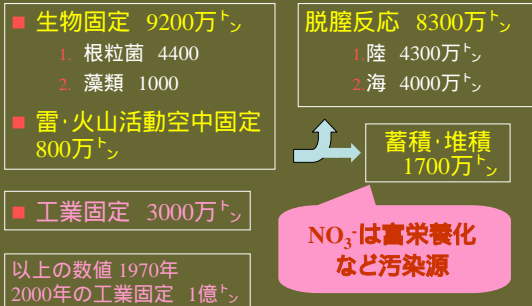 ■ 生物固定 9200万㌧
1. 根粒菌 4400
2. 藻類 1000
■ 雷·火山活動空中固定
800万㌧
■ 工業固定 3000万㌧
以上の数値 1970年
2000年の工業固定 1億㌧
脱膣反応 8300万㌧
1.陸 4300万㌧
2.海 4000万㌧
蓄積·堆積
1700万㌧
NO₃⁻は富栄養化
など汚染源